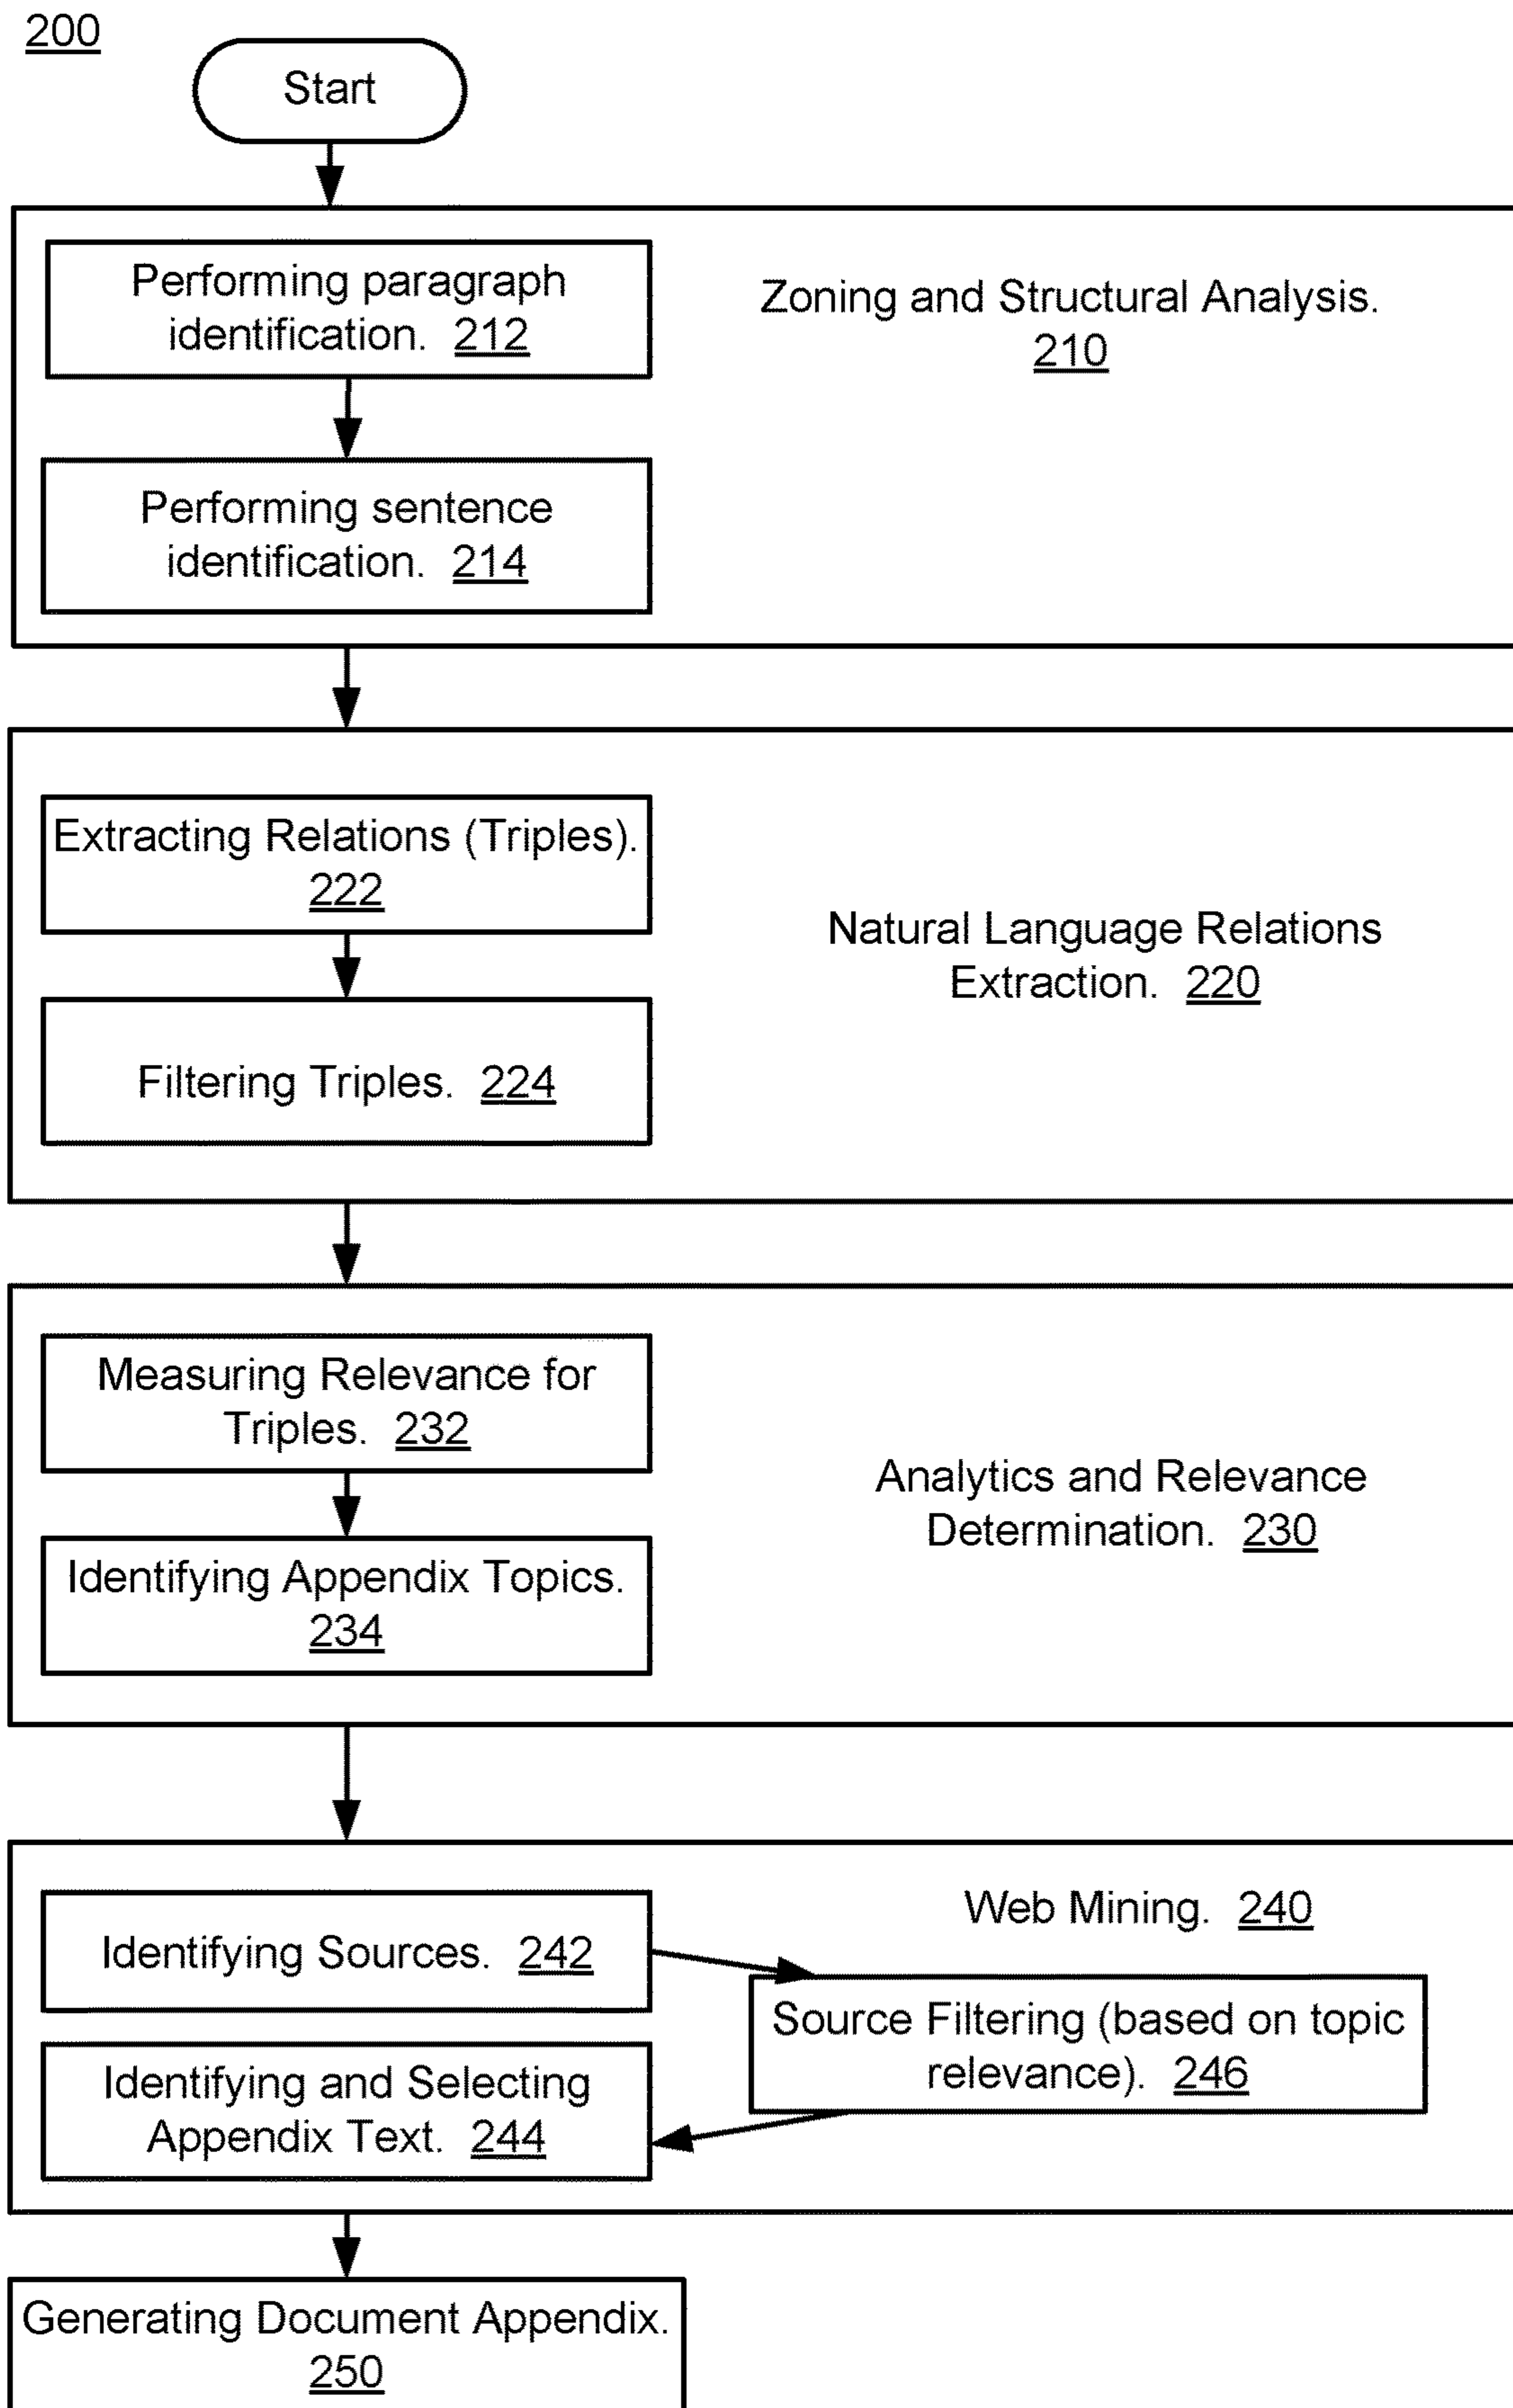 200
Start
Performing paragraph
identification. 212
Zoning and Structural Analysis.
210
Performing sentence
identification. 214
Extracting Relations (Triples).
222
Natural Language Relations
Extraction. 220
Filtering Triples. 224
Measuring Relevance for
Triples. 232
Analytics and Relevance
Determination. 230
Identifying Appendix Topics.
234
Web Mining. 240
Identifying Sources. 242
Source Filtering (based on topic
relevance). 246
Identifying and Selecting
Appendix Text. 244
Generating Document Appendix.
250